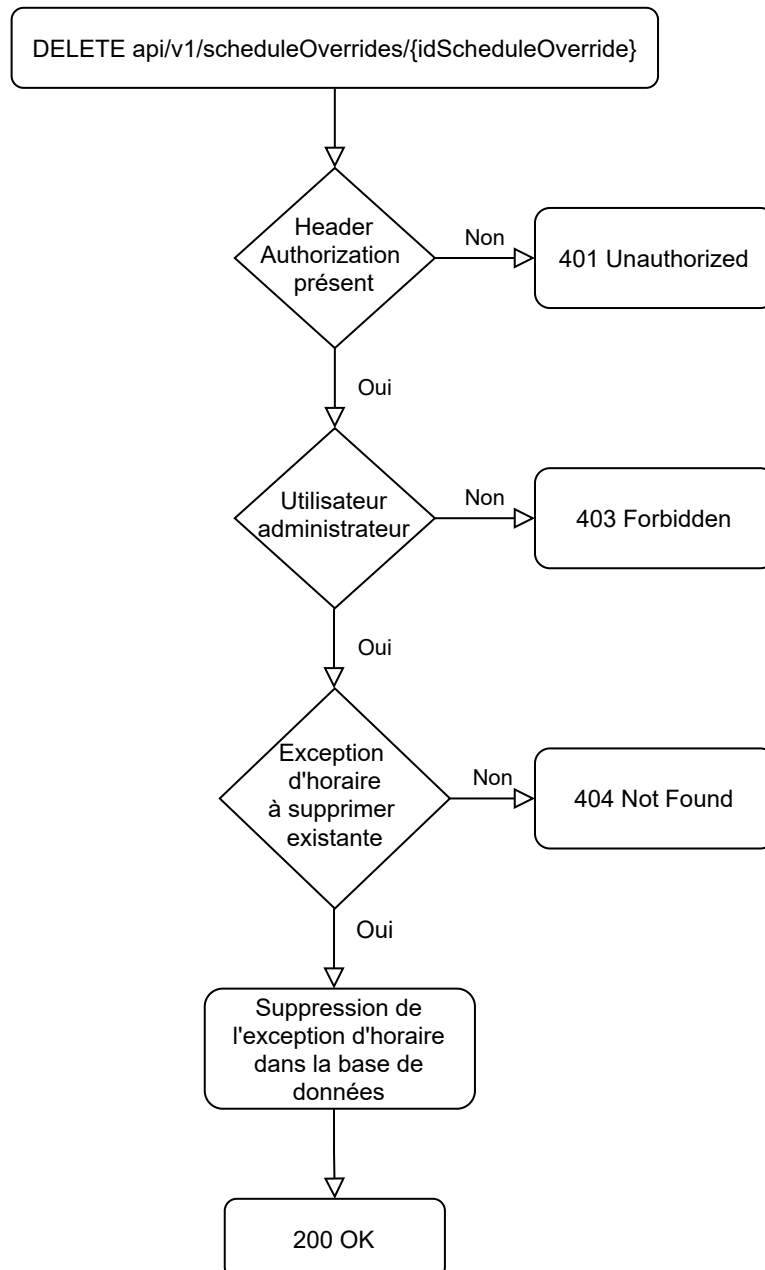 DELETE api/v1/scheduleOverrides/{idScheduleOverride}
Header
Authorization
présent
Non
401 Unauthorized
Oui
Utilisateur
administrateur
Non
403 Forbidden
Oui
Exception
d'horaire
à supprimer
existante
Non
404 Not Found
Oui
Suppression de
l'exception d'horaire
dans la base de
données
200 OK